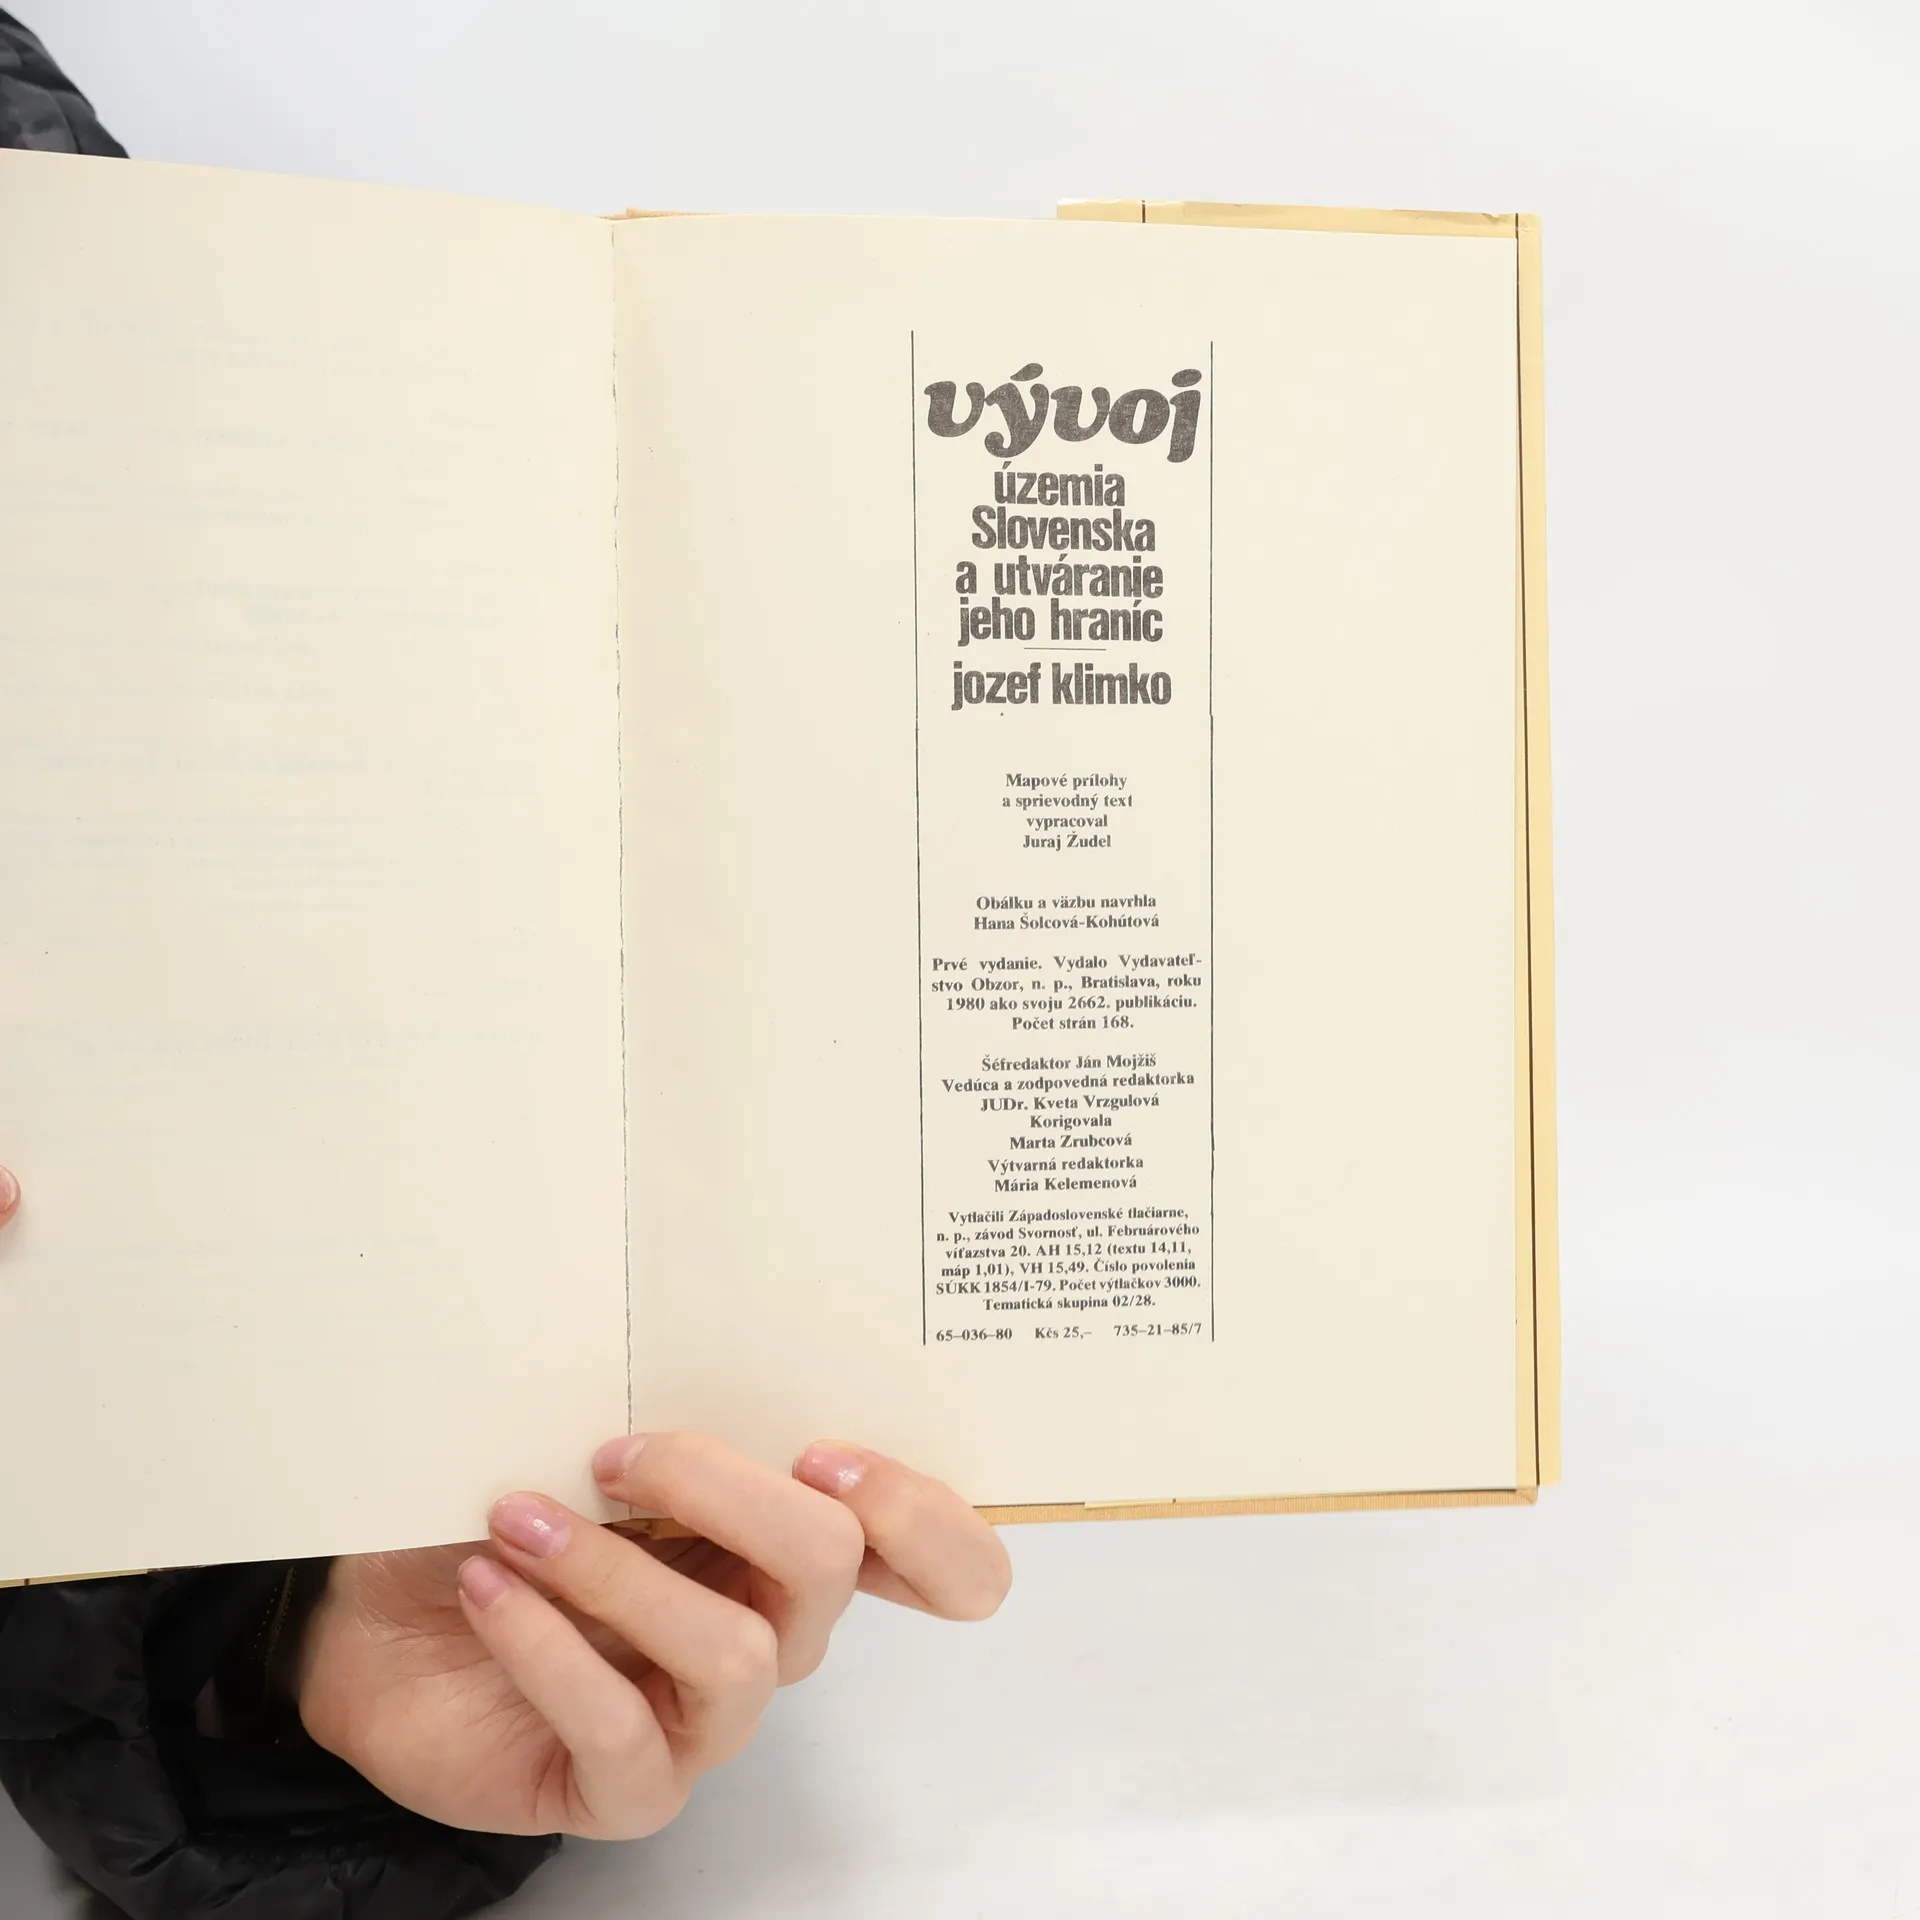 vývoj
územia
Slovenska
a utváranie
jeho hraníc
jozef klimko
Mapové prílohy
a sprievodný text
vypracoval
Juraj Žudel
Obálku a väzbu navrhla
Hana Šolcová-Kohútová
Prvé vydanie. Vydalo Vydavateľ-
stvo Obzor, n. p., Bratislava, roku
1980 ako svoju 2662. publikáciu.
Počet strán 168.
Šéfredaktor Ján Mojžiš
Vedúca a zodpovedná redaktorka
JUDr. Kveta Vrzgulová
Korigovala
Marta Zrubcová
Výtvarná redaktorka
Mária Kelemenová
Vytlačili Západoslovenské tlačiarne,
n. p., závod Svornosť, ul. Februárového
víťazstva 20. AH 15,12 (textu 14,11,
máp 1,01), VH 15,49. Číslo povolenia
SÚKK 1854/I-79. Počet výtlačkov 3000.
Tematická skupina 02/28.
65–036–80 Kčs 25,– 735–21–85/7